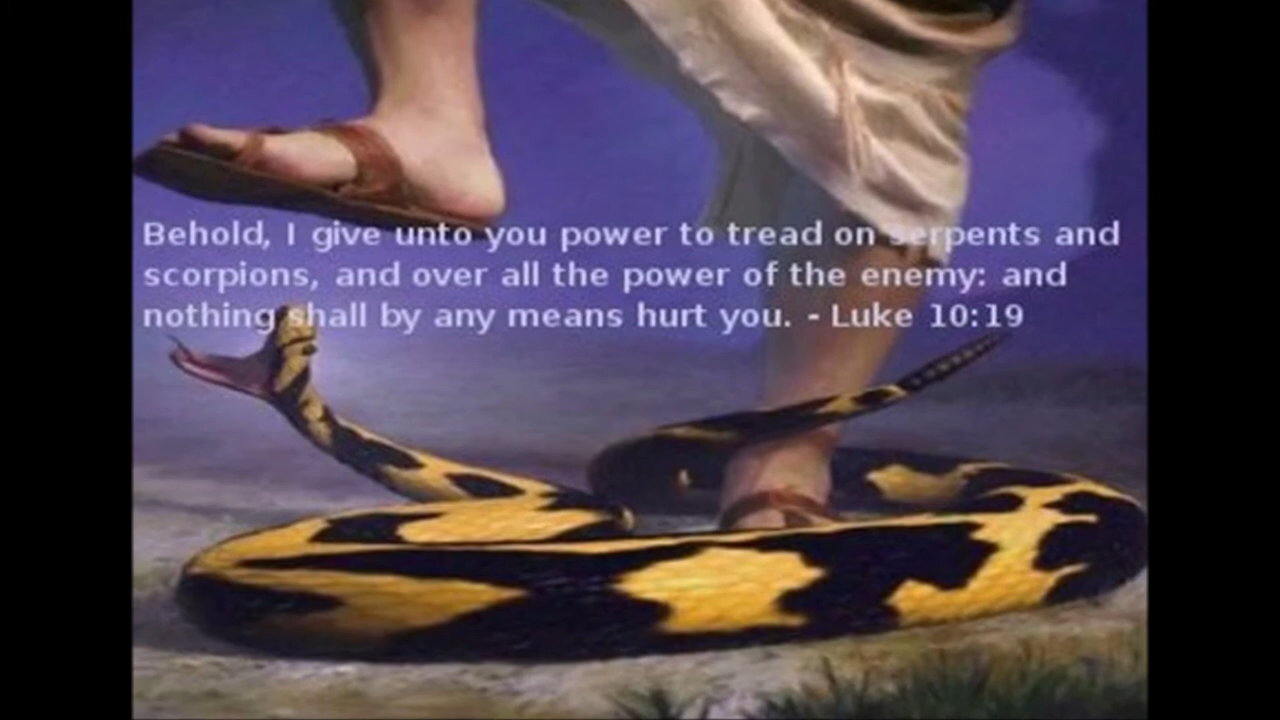 Behold, I give unto you power to tread on serpents and
scorpions, and over all the power of the enemy: and
nothing shall by any means hurt you. - Luke 10:19